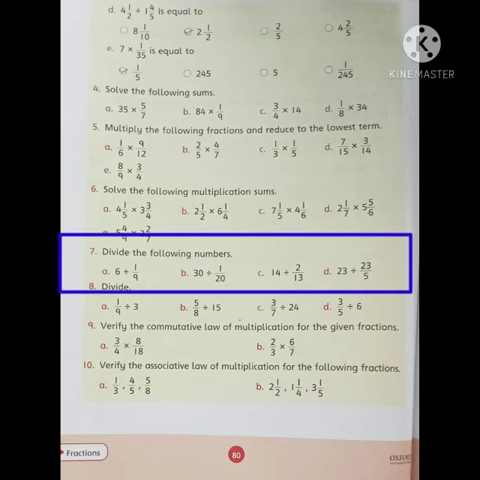 d. 4 1/2 ÷ 1 4/5 is equal to
8 1/10 2 1/2 2/5 4 2/5
e. 7 × 1/35 is equal to
1/5 245 5 1/245
KINEMASTER
4. Solve the following sums.
a. 35 × 5/7 b. 84 × 1/9 c. 3/4 × 14 d. 1/8 × 34
5. Multiply the following fractions and reduce to the lowest term.
a. 1/6 × 9/12 b. 2/5 × 4/7 c. 1/3 × 1/5 d. 7/15 × 3/14
e. 8/9 × 3/4
6. Solve the following multiplication sums.
a. 4 1/5 × 3 3/4 b. 2 1/2 × 6 1/4 c. 7 1/5 × 4 1/6 d. 2 1/7 × 5 5/6
7. Divide the following numbers.
a. 6 ÷ 1/9 b. 30 ÷ 1/20 c. 14 ÷ 2/13 d. 23 ÷ 23/5
8. Divide.
a. 1/9 ÷ 3 b. 5/8 ÷ 15 c. 3/7 ÷ 24 d. 3/5 ÷ 6
9. Verify the commutative law of multiplication for the given fractions.
a. 3/4 × 8/18 b. 2/3 × 6/7
10. Verify the associative law of multiplication for the following fractions.
a. 1/3, 4/5, 5/8 b. 2 1/2, 1 1/4, 3 1/5
Fractions 80 OXFORD